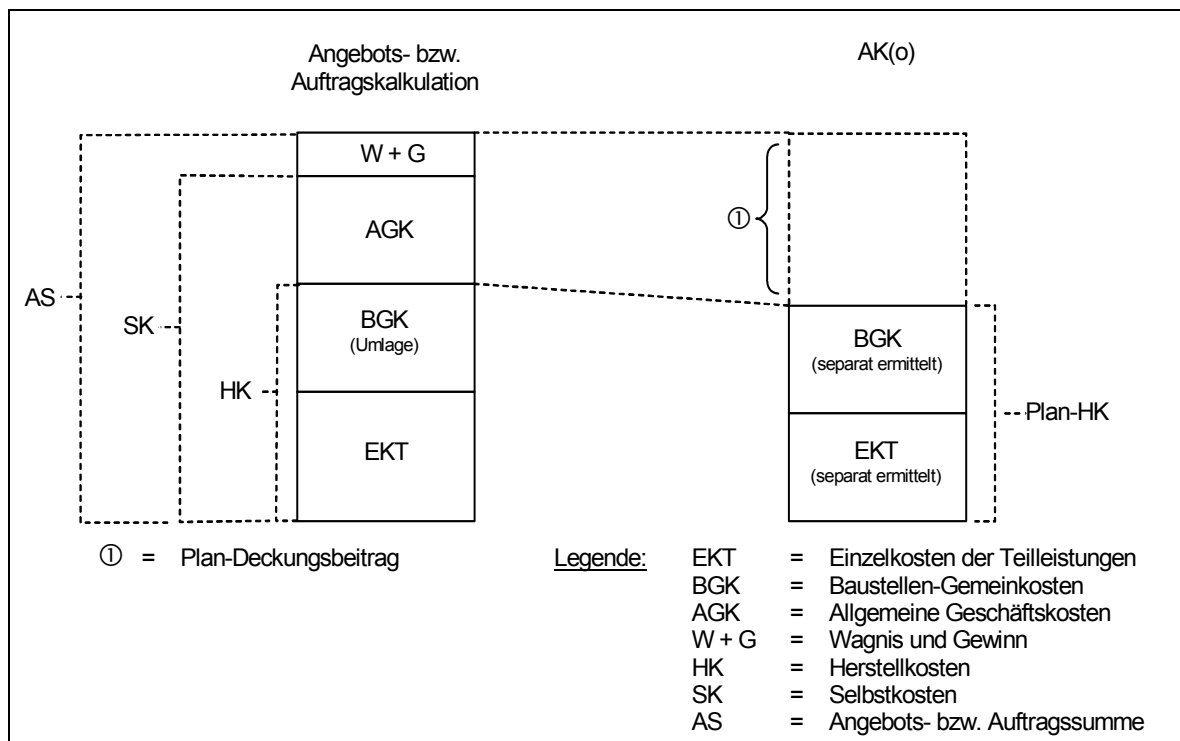 Angebots- bzw.
Auftragskalkulation
AK(o)
W + G
AGK
①
AS
SK
BGK
(Umlage)
BGK
(separat ermittelt)
HK
Plan-HK
EKT
EKT
(separat ermittelt)
① = Plan-Deckungsbeitrag
Legende: EKT = Einzelkosten der Teilleistungen
BGK = Baustellen-Gemeinkosten
AGK = Allgemeine Geschäftskosten
W + G = Wagnis und Gewinn
HK = Herstellkosten
SK = Selbstkosten
AS = Angebots- bzw. Auftragssumme